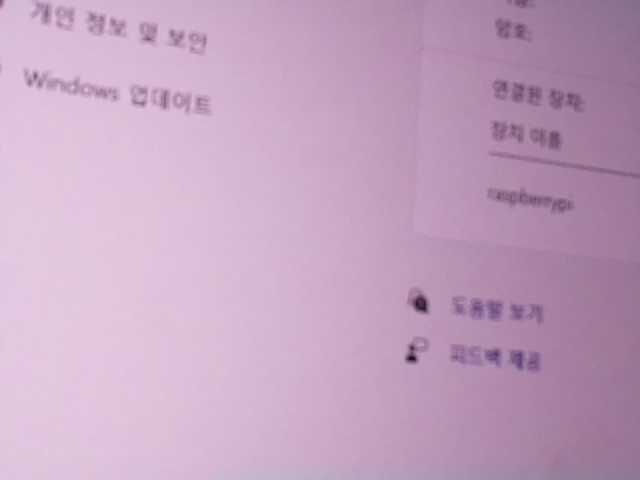 개인 정보 및 보안
Windows 업데이트
암호:
연결된 장치:
장치 이름
raspberrypi
도움말 보기
피드백 제공